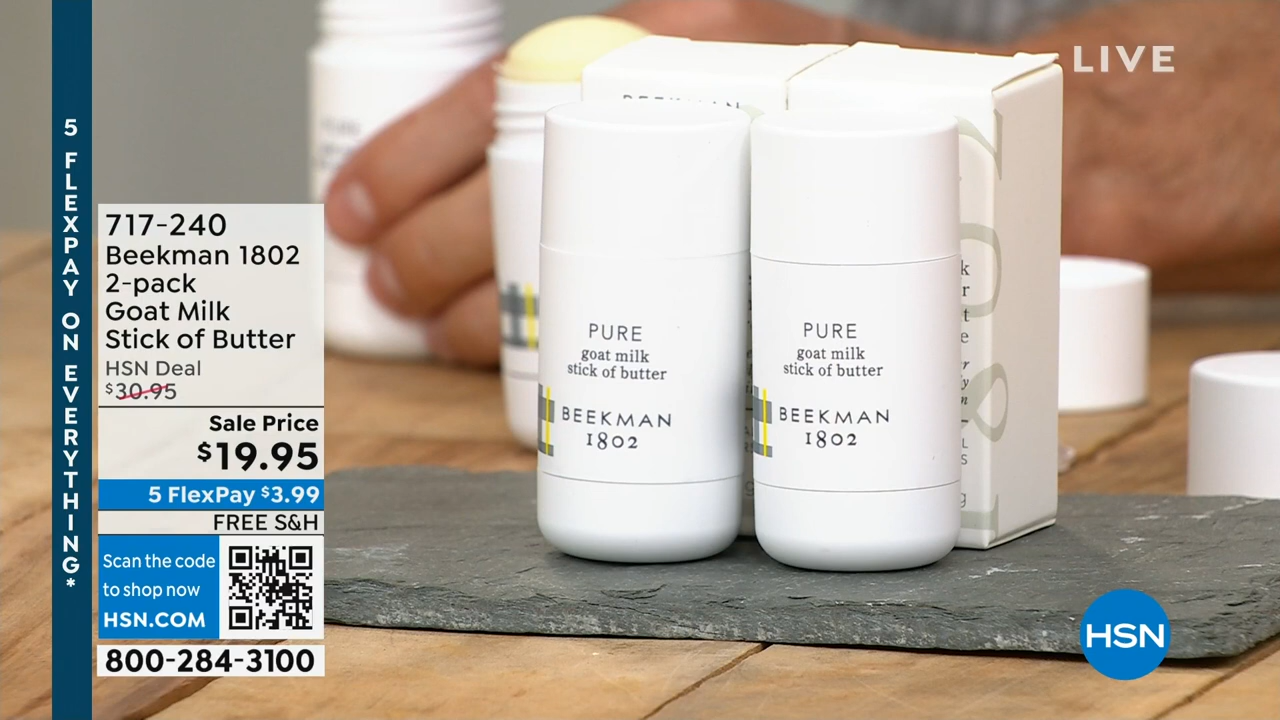 5 FLEXPAY ON EVERYTHING*
717-240
Beekman 1802
2-pack
Goat Milk
Stick of Butter
HSN Deal
$30.95
Sale Price
$19.95
5 FlexPay $3.99
FREE S&H
Scan the code
to shop now
HSN.COM
800-284-3100
LIVE
BEEKMAN
PURE
goat milk
stick of butter
BEEKMAN
1802
PURE
goat milk
stick of butter
BEEKMAN
1802
HSN